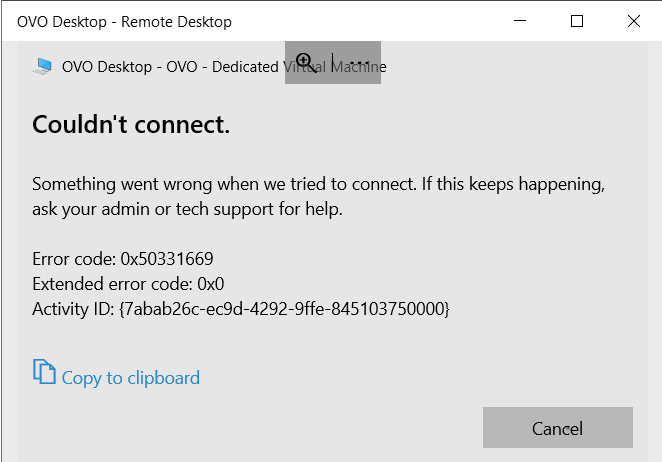 OVO Desktop - Remote Desktop
OVO Desktop - OVO - Dedicated Virtual Machine
Couldn't connect.
Something went wrong when we tried to connect. If this keeps happening,
ask your admin or tech support for help.
Error code: 0x50331669
Extended error code: 0x0
Activity ID: {7abab26c-ec9d-4292-9ffe-845103750000}
Copy to clipboard
Cancel